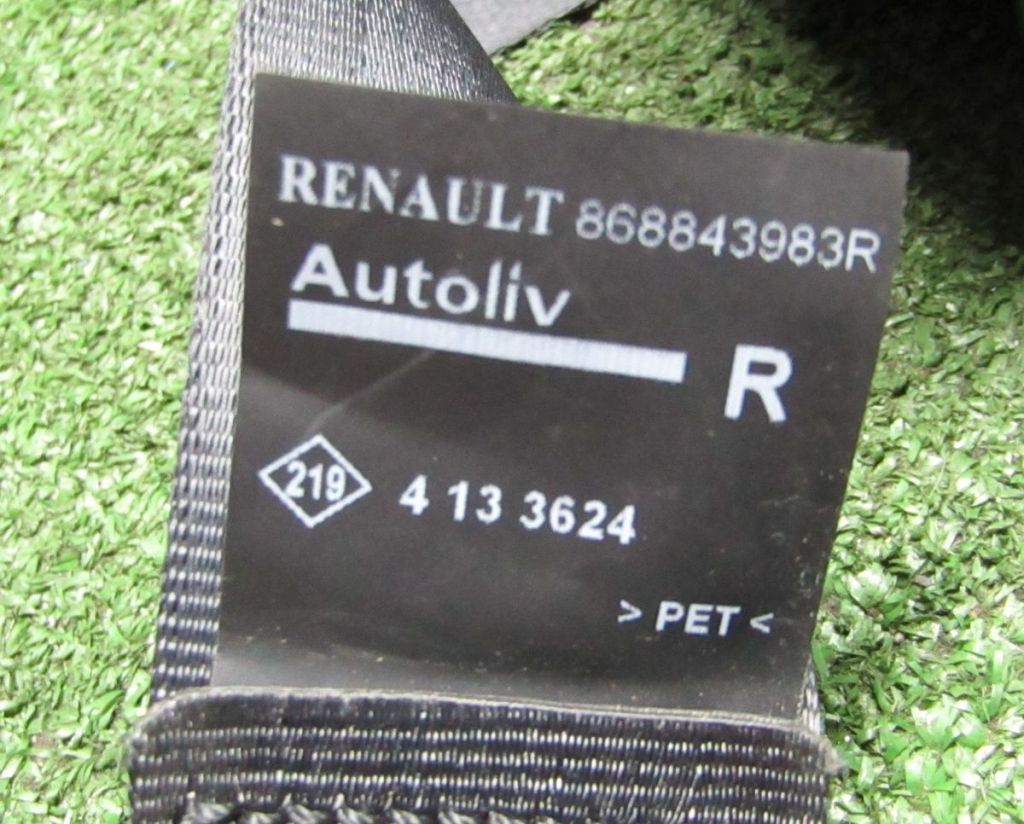 RENAULT 868843983R
Autoliv
R
219 4 13 3624
> PET <